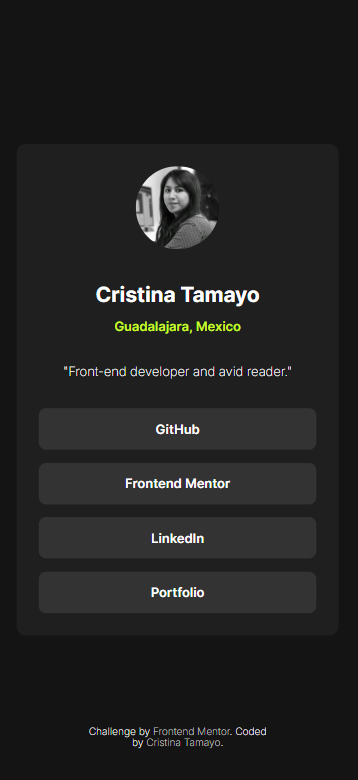 Cristina Tamayo
Guadalajara, Mexico
"Front-end developer and avid reader."
GitHub
Frontend Mentor
LinkedIn
Portfolio
Challenge by Frontend Mentor. Coded
by Cristina Tamayo.